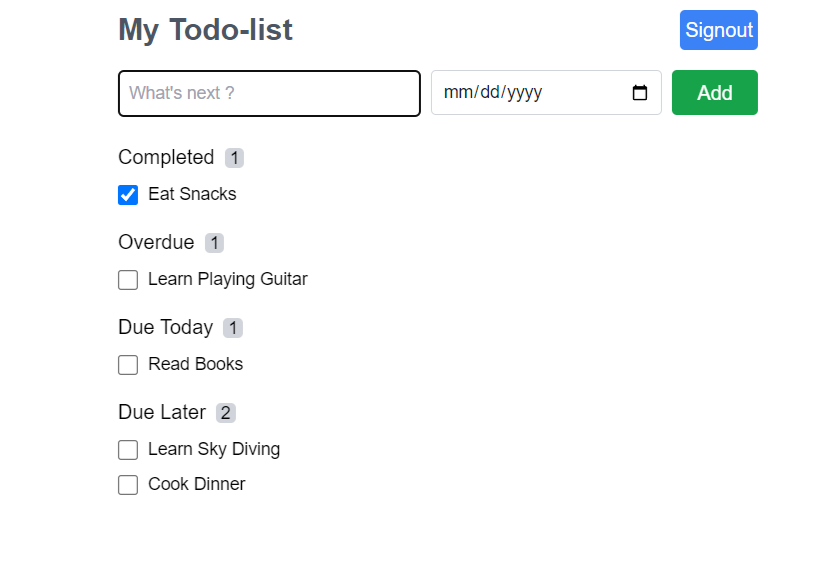 My Todo-list Signout
What's next ? mm/dd/yyyy Add
Completed 1
Eat Snacks
Overdue 1
Learn Playing Guitar
Due Today 1
Read Books
Due Later 2
Learn Sky Diving
Cook Dinner